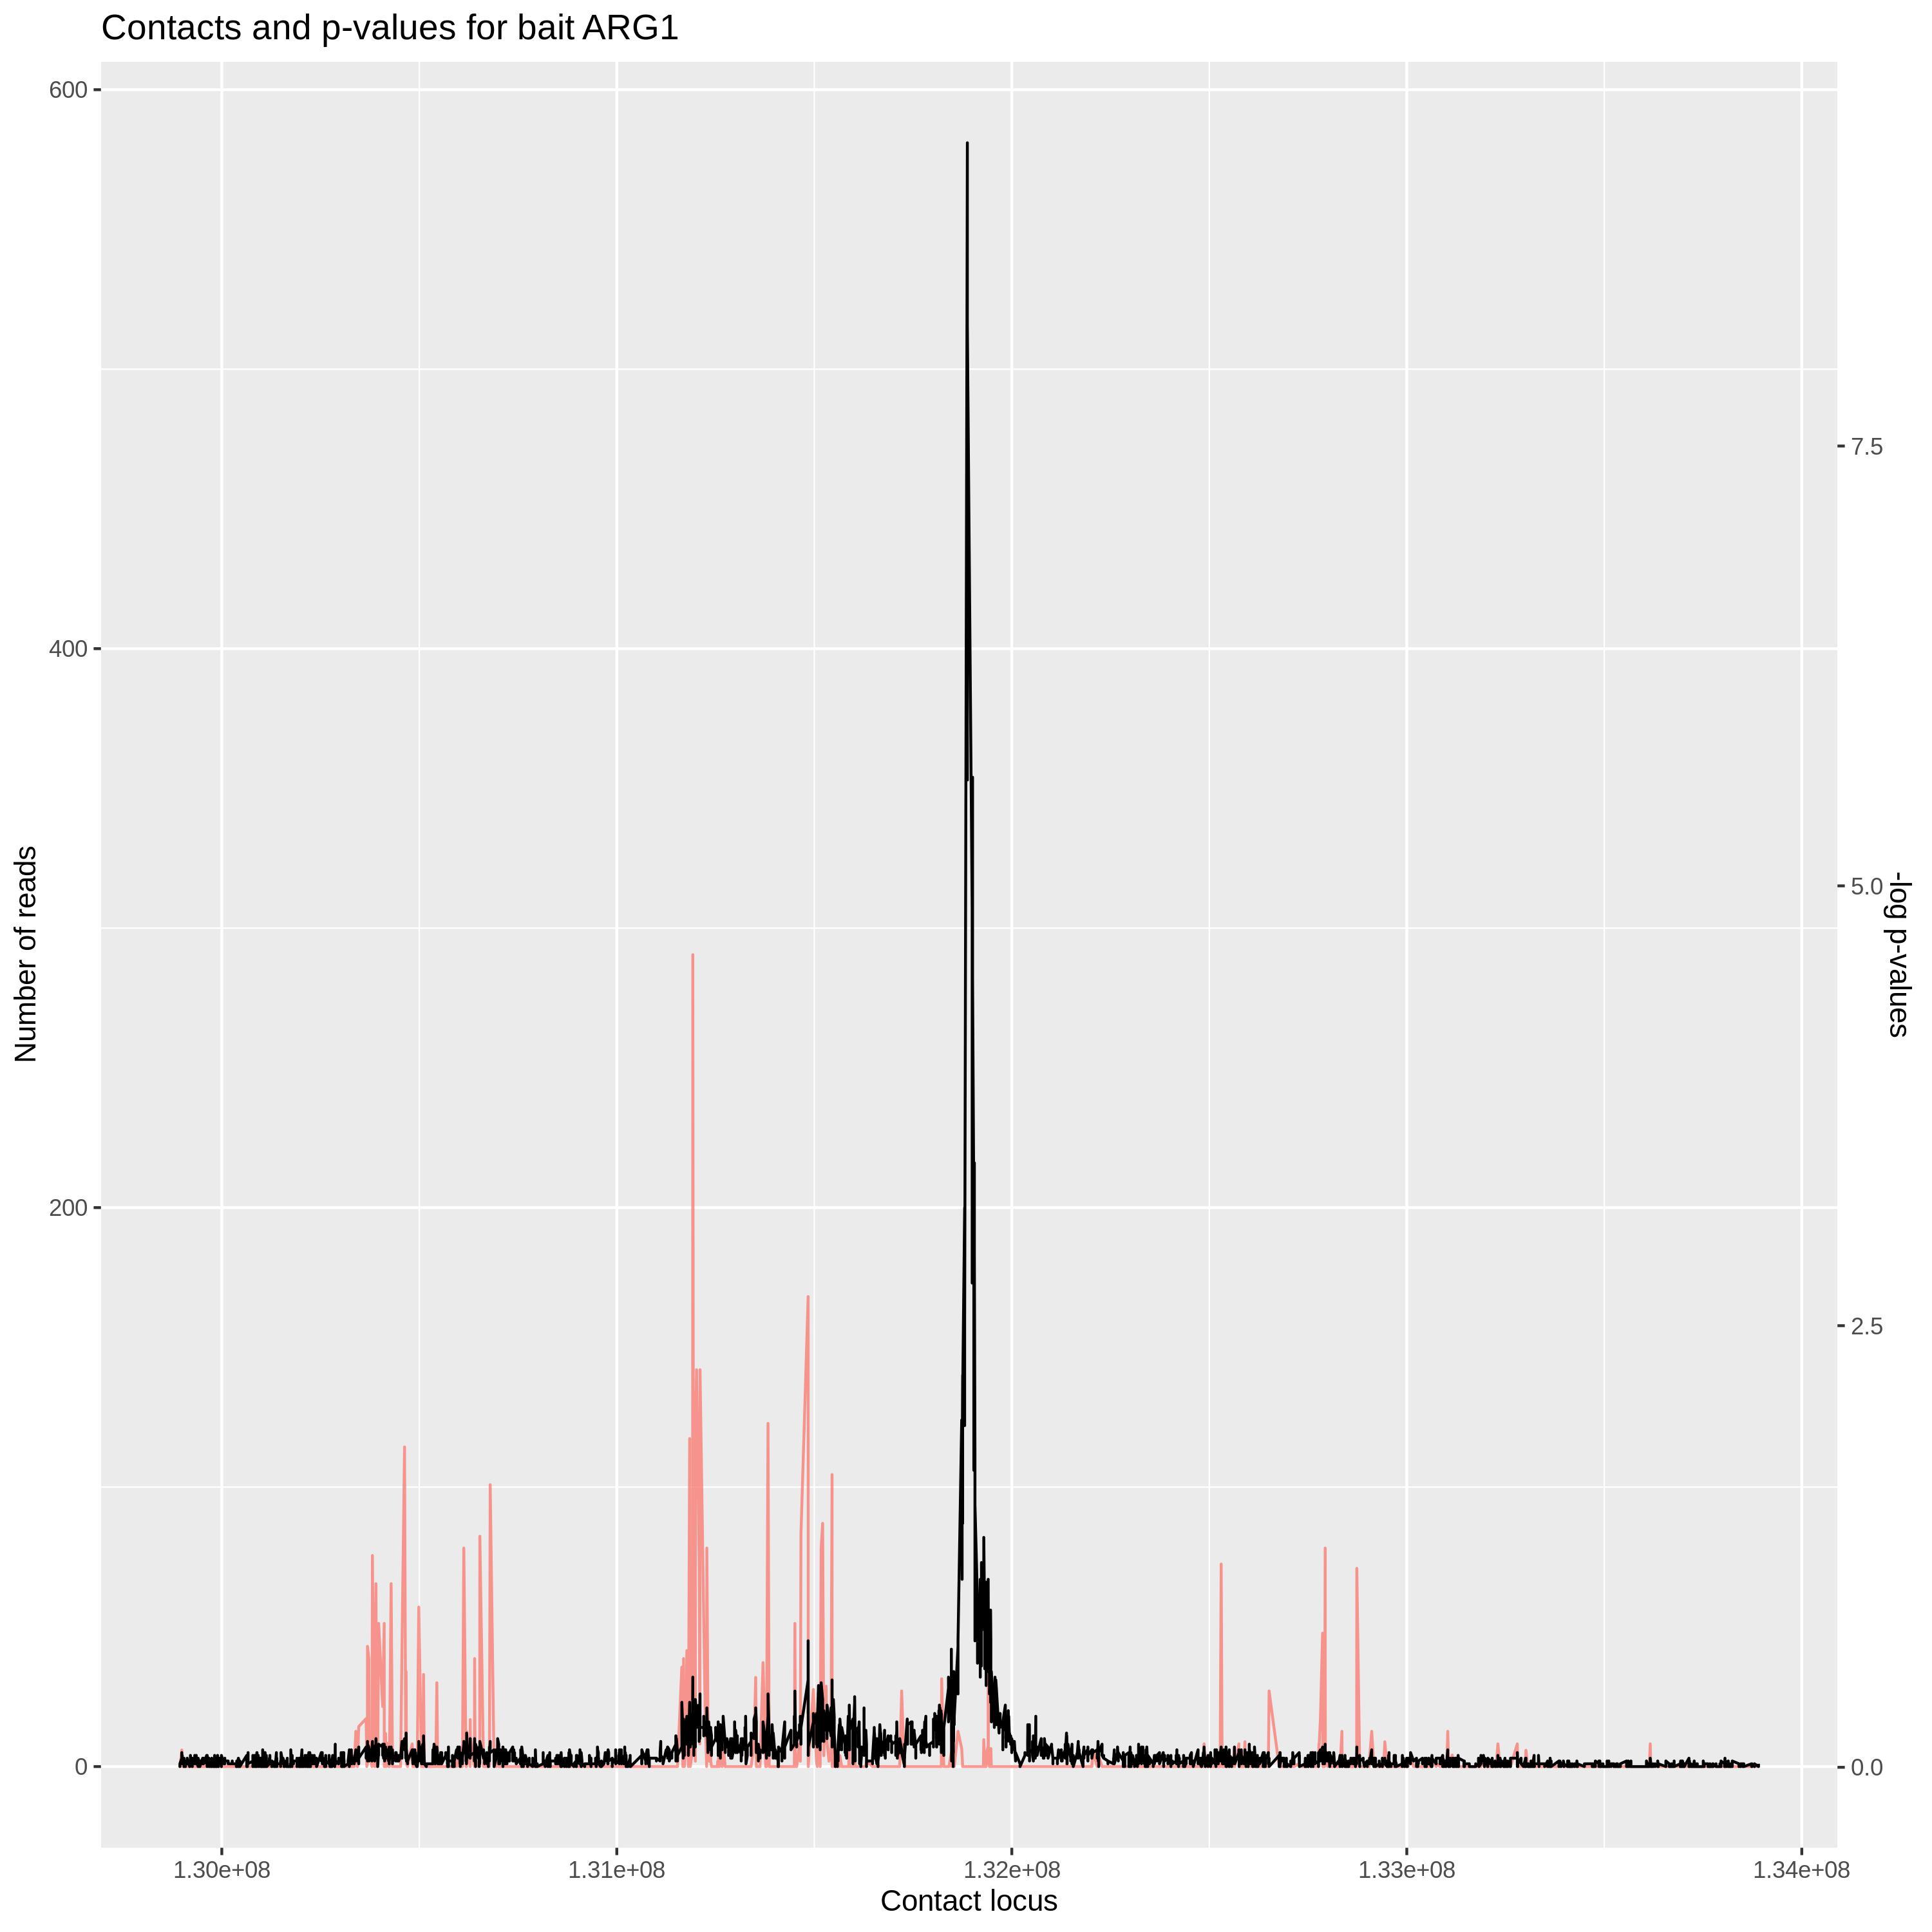 Contacts and p-values for bait ARG1
600
400
200
0
Number of reads
7.5
5.0
2.5
0.0
-log p-values
1.30e+08
1.31e+08
1.32e+08
1.33e+08
1.34e+08
Contact locus